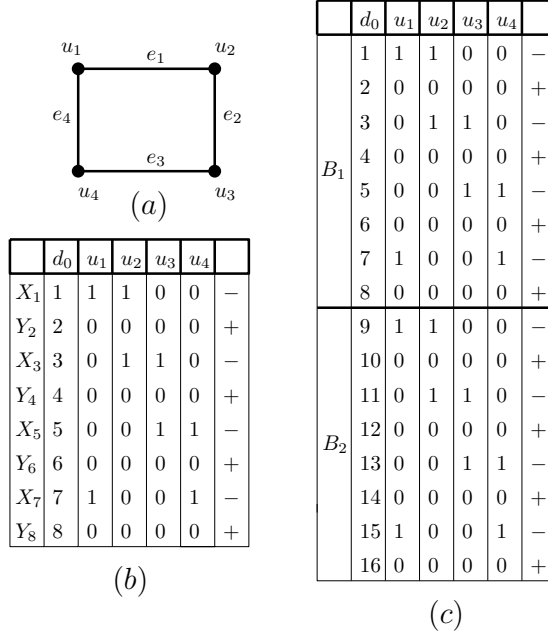 u₁ e₁ u₂
e₄ e₂
e₃
u₄ u₃
(a)
d₀ u₁ u₂ u₃ u₄
X₁ 1 1 1 0 0 −
Y₂ 2 0 0 0 0 +
X₃ 3 0 1 1 0 −
Y₄ 4 0 0 0 0 +
X₅ 5 0 0 1 1 −
Y₆ 6 0 0 0 0 +
X₇ 7 1 0 0 1 −
Y₈ 8 0 0 0 0 +
(b)
d₀ u₁ u₂ u₃ u₄
B₁
1 1 1 0 0 −
2 0 0 0 0 +
3 0 1 1 0 −
4 0 0 0 0 +
5 0 0 1 1 −
6 0 0 0 0 +
7 1 0 0 1 −
8 0 0 0 0 +
B₂
9 1 1 0 0 −
10 0 0 0 0 +
11 0 1 1 0 −
12 0 0 0 0 +
13 0 0 1 1 −
14 0 0 0 0 +
15 1 0 0 1 −
16 0 0 0 0 +
(c)